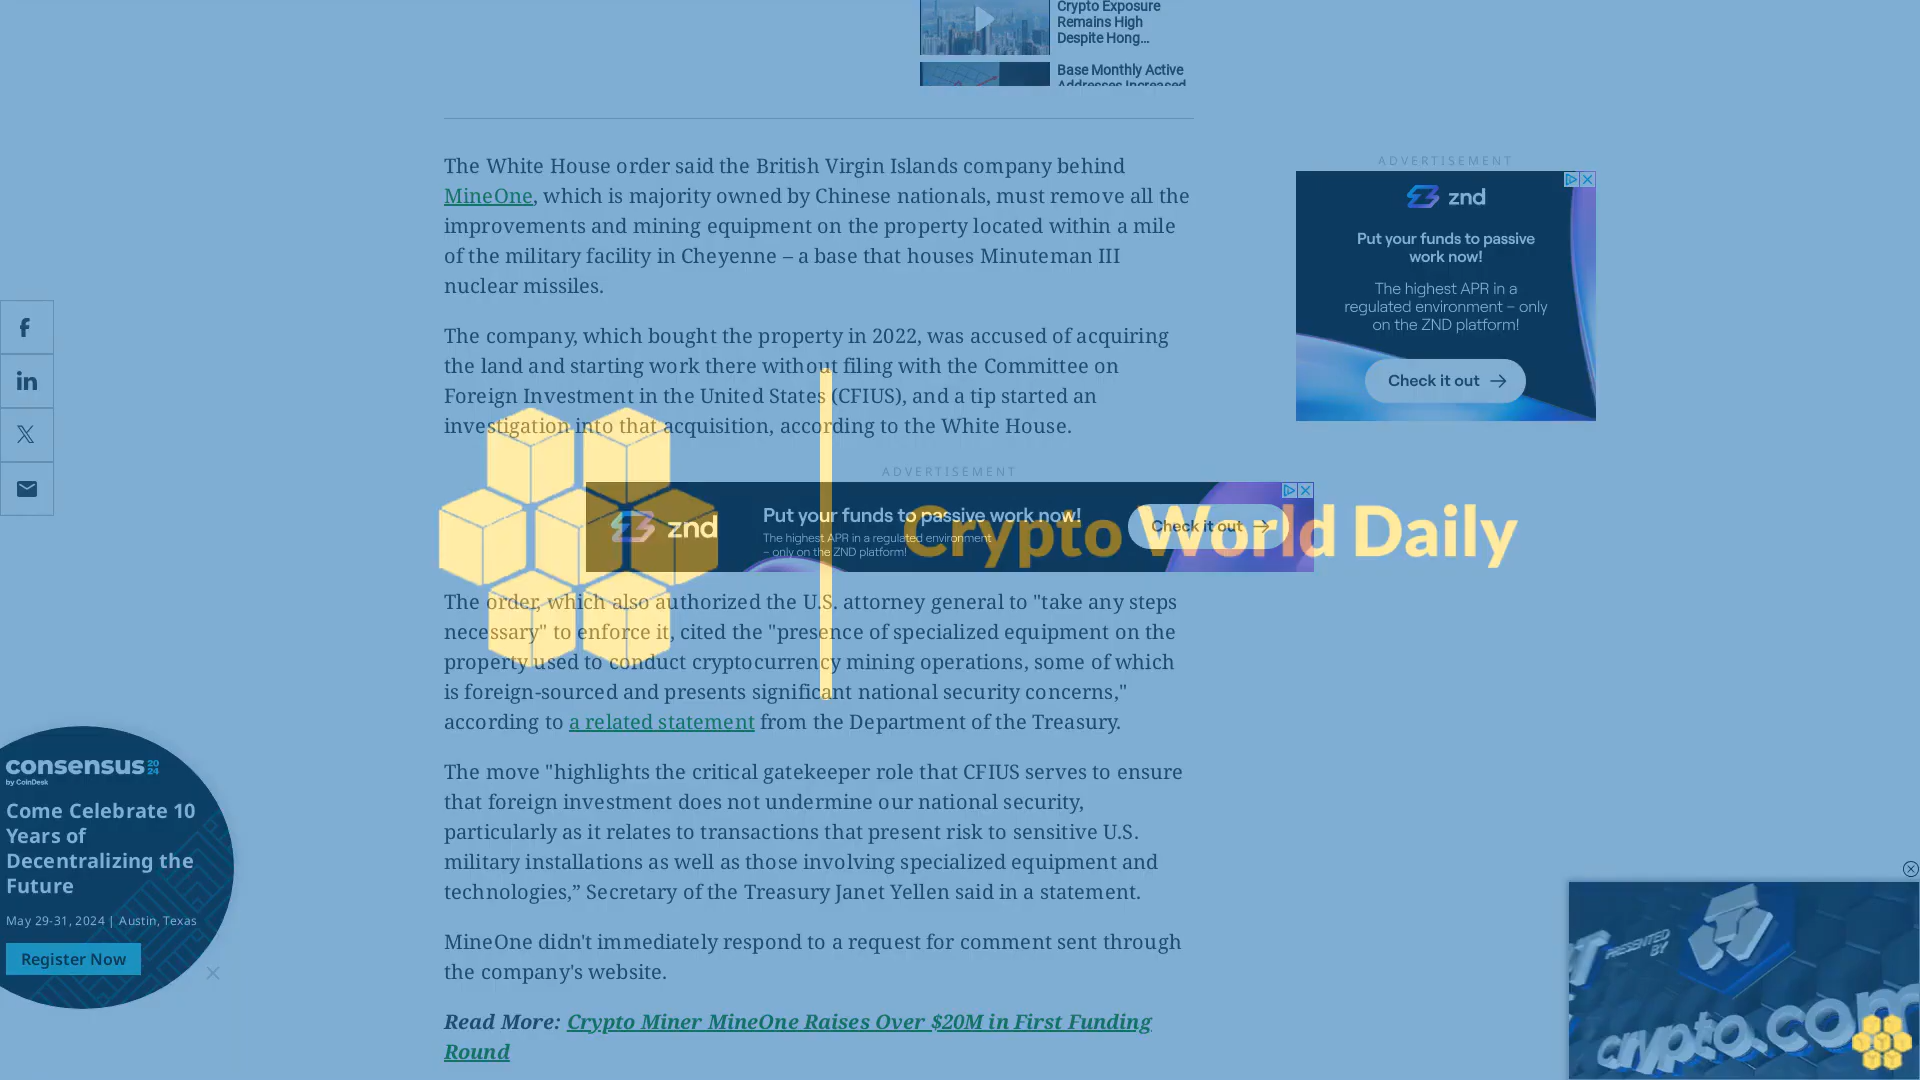 Crypto Exposure
Remains High
Despite Hong...
Base Monthly Active
Addresses Increased
The White House order said the British Virgin Islands company behind
MineOne, which is majority owned by Chinese nationals, must remove all the
improvements and mining equipment on the property located within a mile
of the military facility in Cheyenne – a base that houses Minuteman III
nuclear missiles.
The company, which bought the property in 2022, was accused of acquiring
the land and starting work there without filing with the Committee on
Foreign Investment in the United States (CFIUS), and a tip started an
investigation into that acquisition, according to the White House.
ADVERTISEMENT
znd
Put your funds to passive work now!
The highest APR in a regulated environment
– only on the ZND platform!
Check it out
Crypto World Daily
The order, which also authorized the U.S. attorney general to "take any steps
necessary" to enforce it, cited the "presence of specialized equipment on the
property used to conduct cryptocurrency mining operations, some of which
is foreign-sourced and presents significant national security concerns,"
according to a related statement from the Department of the Treasury.
The move "highlights the critical gatekeeper role that CFIUS serves to ensure
that foreign investment does not undermine our national security,
particularly as it relates to transactions that present risk to sensitive U.S.
military installations as well as those involving specialized equipment and
technologies,” Secretary of the Treasury Janet Yellen said in a statement.
MineOne didn't immediately respond to a request for comment sent through
the company's website.
Read More: Crypto Miner MineOne Raises Over $20M in First Funding
Round
ADVERTISEMENT
znd
Put your funds to passive
work now!
The highest APR in a
regulated environment – only
on the ZND platform!
Check it out
consensus 2024
by CoinDesk
Come Celebrate 10
Years of
Decentralizing the
Future
May 29-31, 2024 | Austin, Texas
Register Now
PRESENTED
BY
crypto.com